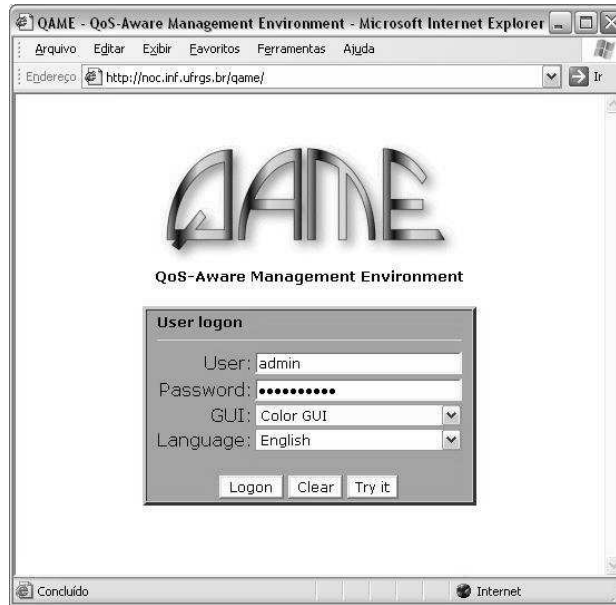 QAME - QoS-Aware Management Environment - Microsoft Internet Explorer
Arquivo Editar Exibir Favoritos Ferramentas Ajuda
Endereço http://noc.inf.ufrgs.br/qame/ Ir
QAME
QoS-Aware Management Environment
User logon
User: admin
Password: ••••••••••
GUI: Color GUI
Language: English
Logon Clear Try it
Concluído Internet